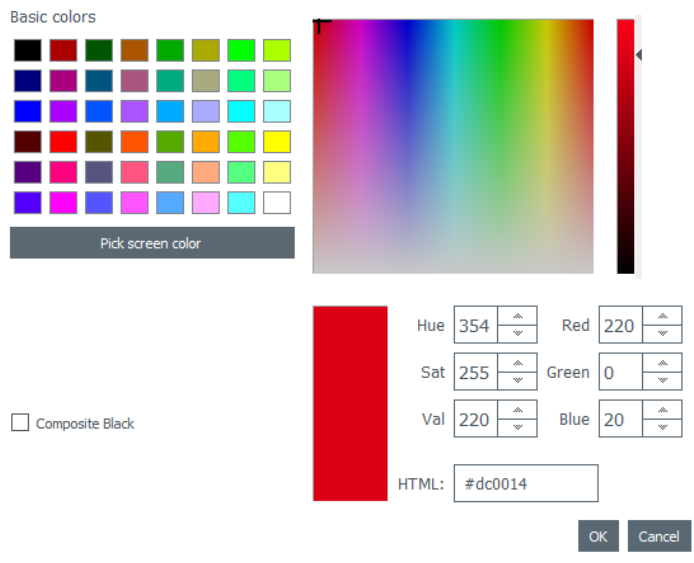 Basic colors
Pick screen color
Hue 354 Red 220
Sat 255 Green 0
Val 220 Blue 20
Composite Black
HTML: #dc0014
OK Cancel